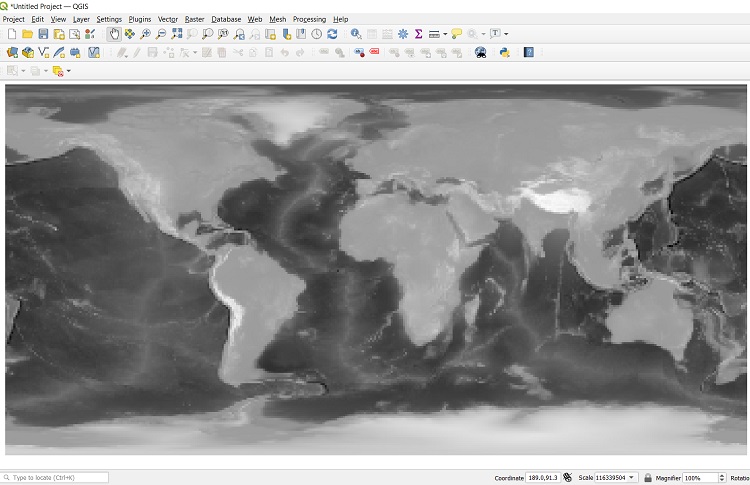 *Untitled Project — QGIS
Project Edit View Layer Settings Plugins Vector Raster Database Web Mesh Processing Help
Type to locate (Ctrl+K) Coordinate 189.0,91.3 Scale 116339504 Magnifier 100% Rotatio